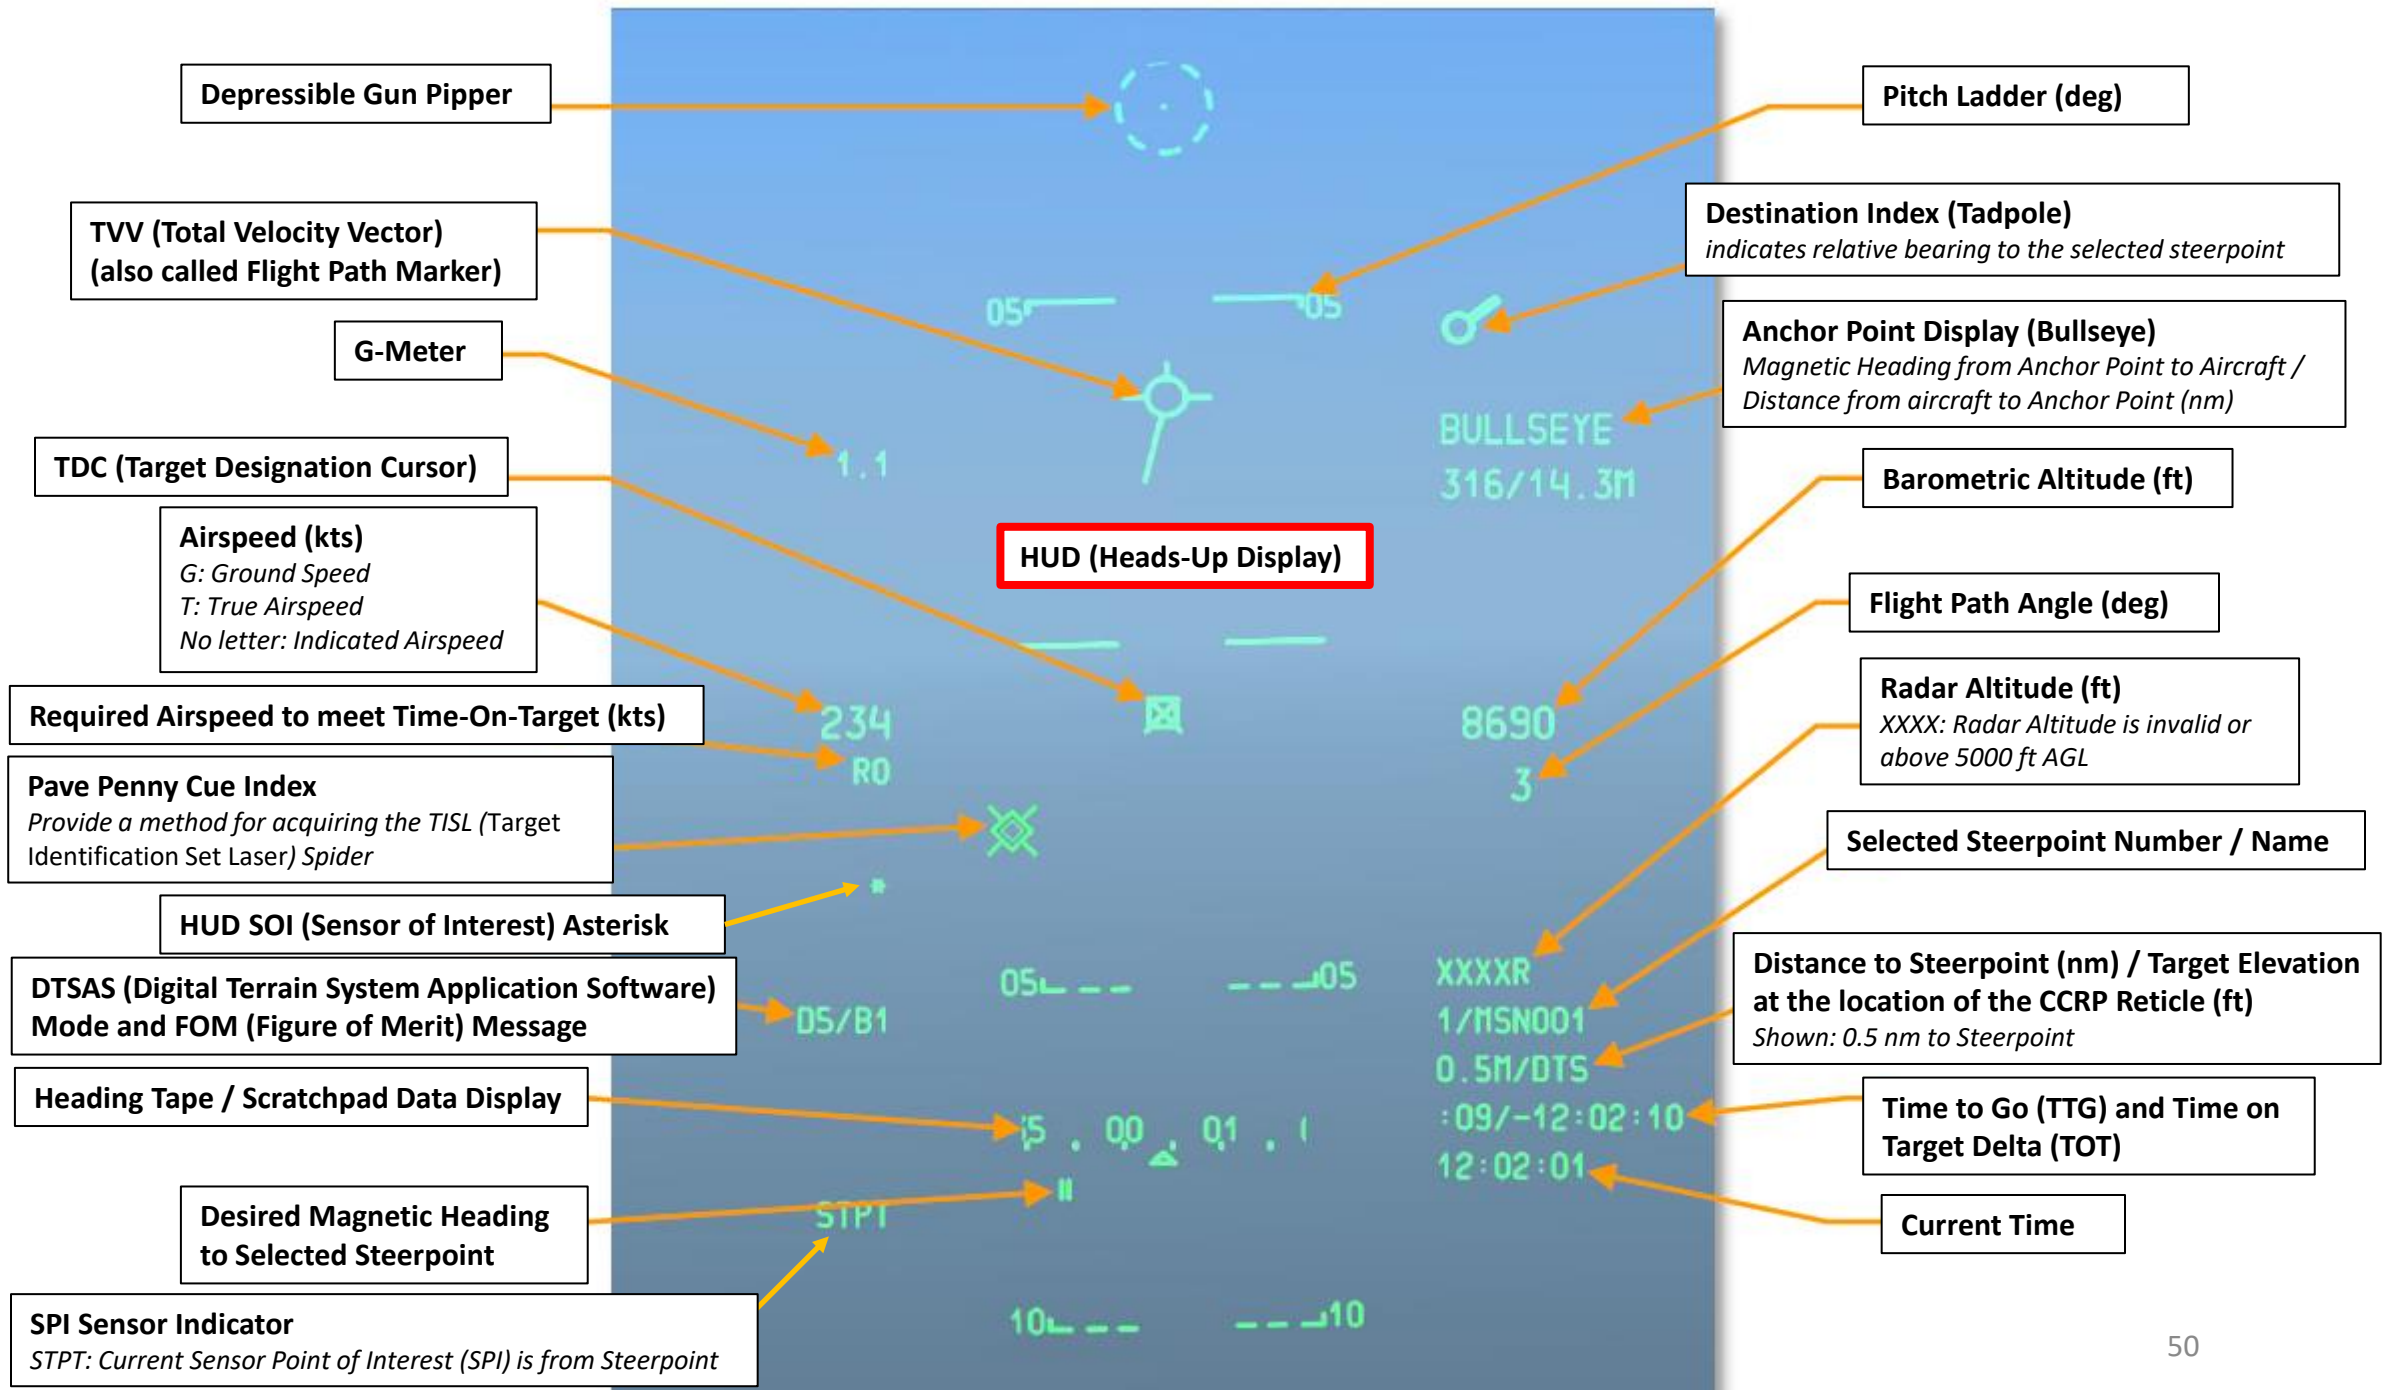 Depressible Gun Pipper
Pitch Ladder (deg)
TVV (Total Velocity Vector)
(also called Flight Path Marker)
Destination Index (Tadpole)
indicates relative bearing to the selected steerpoint
05 05
G-Meter
Anchor Point Display (Bullseye)
Magnetic Heading from Anchor Point to Aircraft /
Distance from aircraft to Anchor Point (nm)
BULLSEYE
316/14.3M
1.1
TDC (Target Designation Cursor)
Barometric Altitude (ft)
Airspeed (kts)
G: Ground Speed
T: True Airspeed
No letter: Indicated Airspeed
HUD (Heads-Up Display)
Flight Path Angle (deg)
Radar Altitude (ft)
XXXX: Radar Altitude is invalid or
above 5000 ft AGL
Required Airspeed to meet Time-On-Target (kts)
234
8690
R0
3
Pave Penny Cue Index
Provide a method for acquiring the TISL (Target
Identification Set Laser) Spider
Selected Steerpoint Number / Name
HUD SOI (Sensor of Interest) Asterisk
*
DTSAS (Digital Terrain System Application Software)
Mode and FOM (Figure of Merit) Message
05 05
D5/B1
XXXXR
1/MSN001
0.5M/DTS
:09/-12:02:10
12:02:01
Distance to Steerpoint (nm) / Target Elevation
at the location of the CCRP Reticle (ft)
Shown: 0.5 nm to Steerpoint
Heading Tape / Scratchpad Data Display
5 . 00 . 01 .
Time to Go (TTG) and Time on
Target Delta (TOT)
Desired Magnetic Heading
to Selected Steerpoint
STPT
Current Time
SPI Sensor Indicator
STPT: Current Sensor Point of Interest (SPI) is from Steerpoint
10 10
50